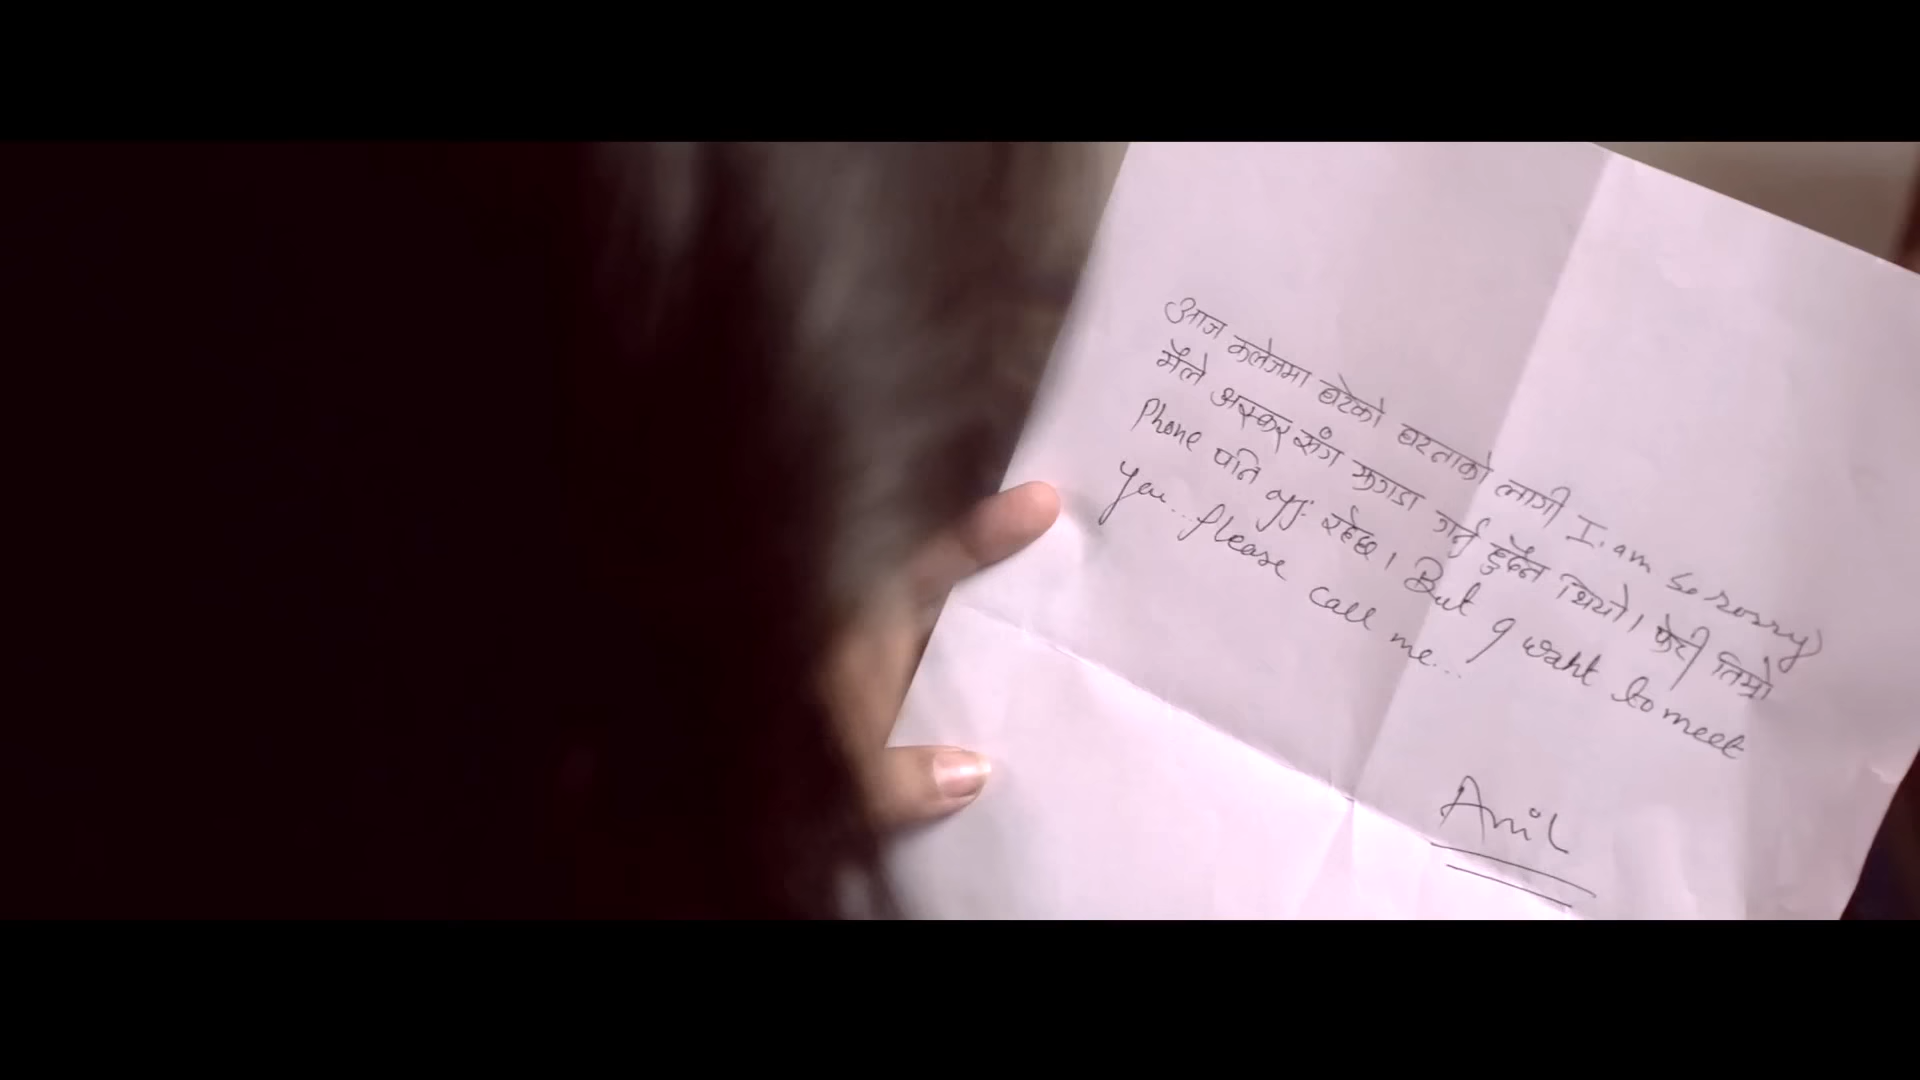 आज कलेजमा घटेको घटनाको लागी I. am so sorry
मैले अस्कर संग झगडा गर्न हुदैन थियो। फेरी तिम्रो
Phone पनि off: रहेछ। But I want to meet
you... please call me...
Anil